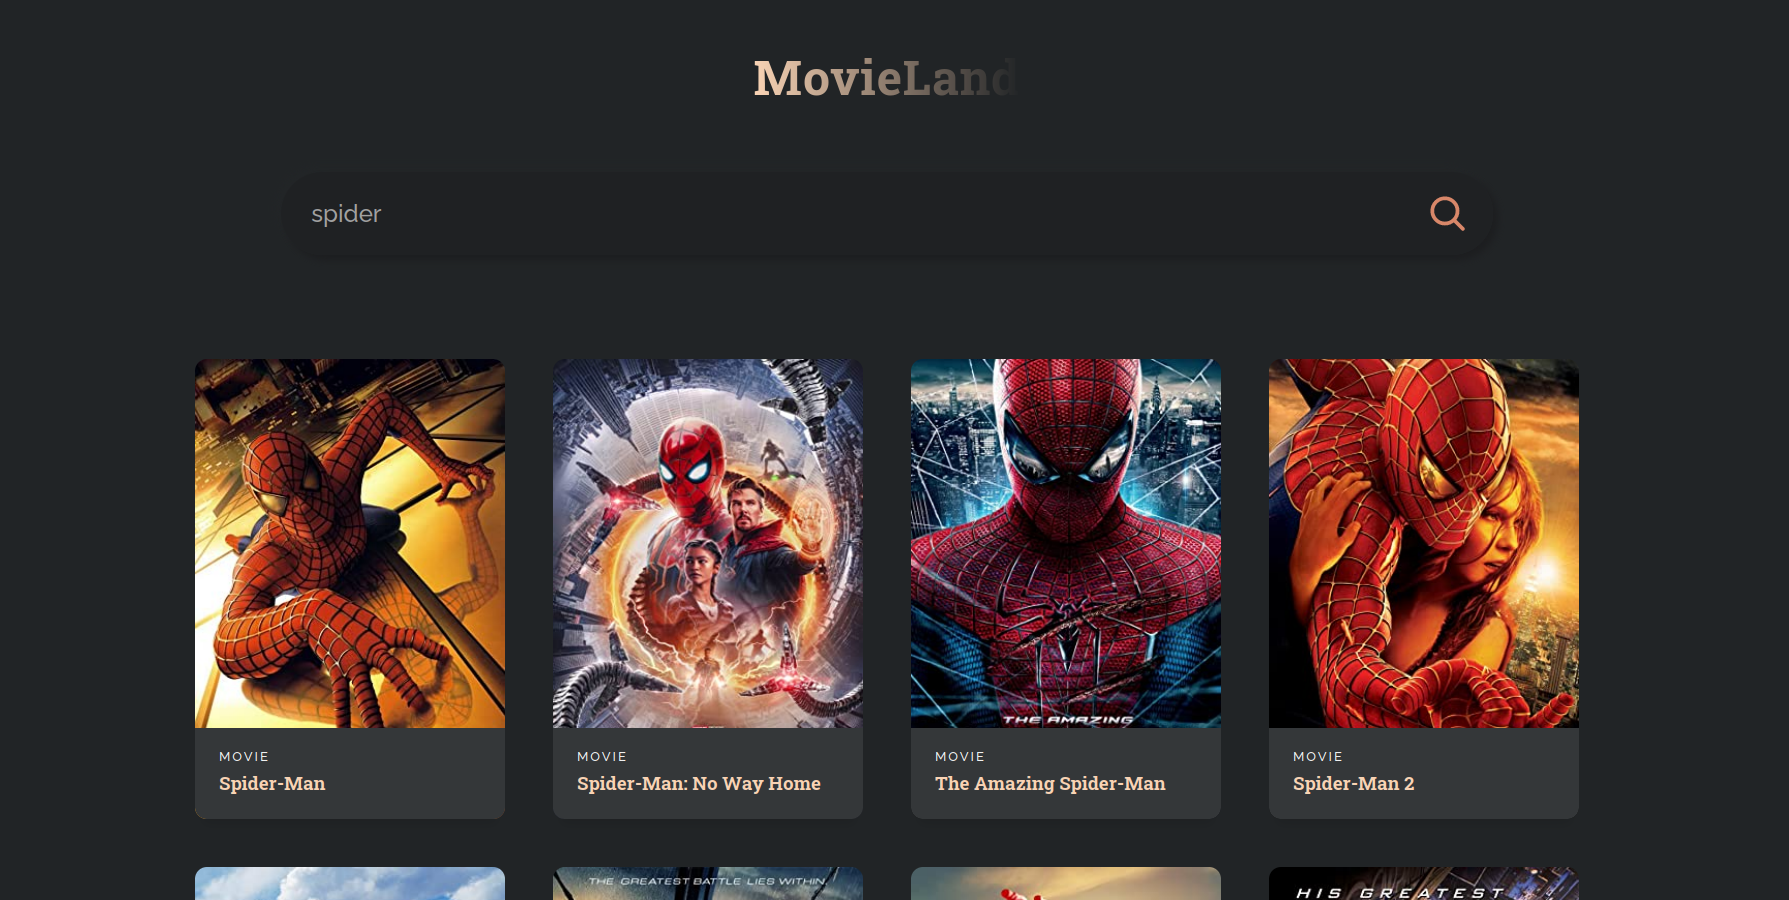 MovieLand
spider
THE AMAZING
MOVIE
Spider-Man
MOVIE
Spider-Man: No Way Home
MOVIE
The Amazing Spider-Man
MOVIE
Spider-Man 2
THE GREATEST BATTLE LIES WITHIN.
HIS GREATEST